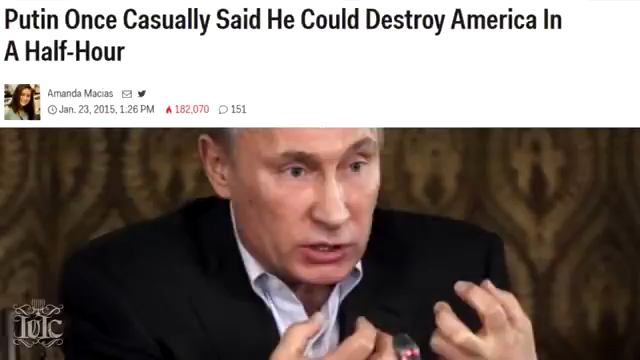 Putin Once Casually Said He Could Destroy America In
A Half-Hour
Amanda Macias
Jan. 23, 2015, 1:26 PM 182,070 151
IUIC